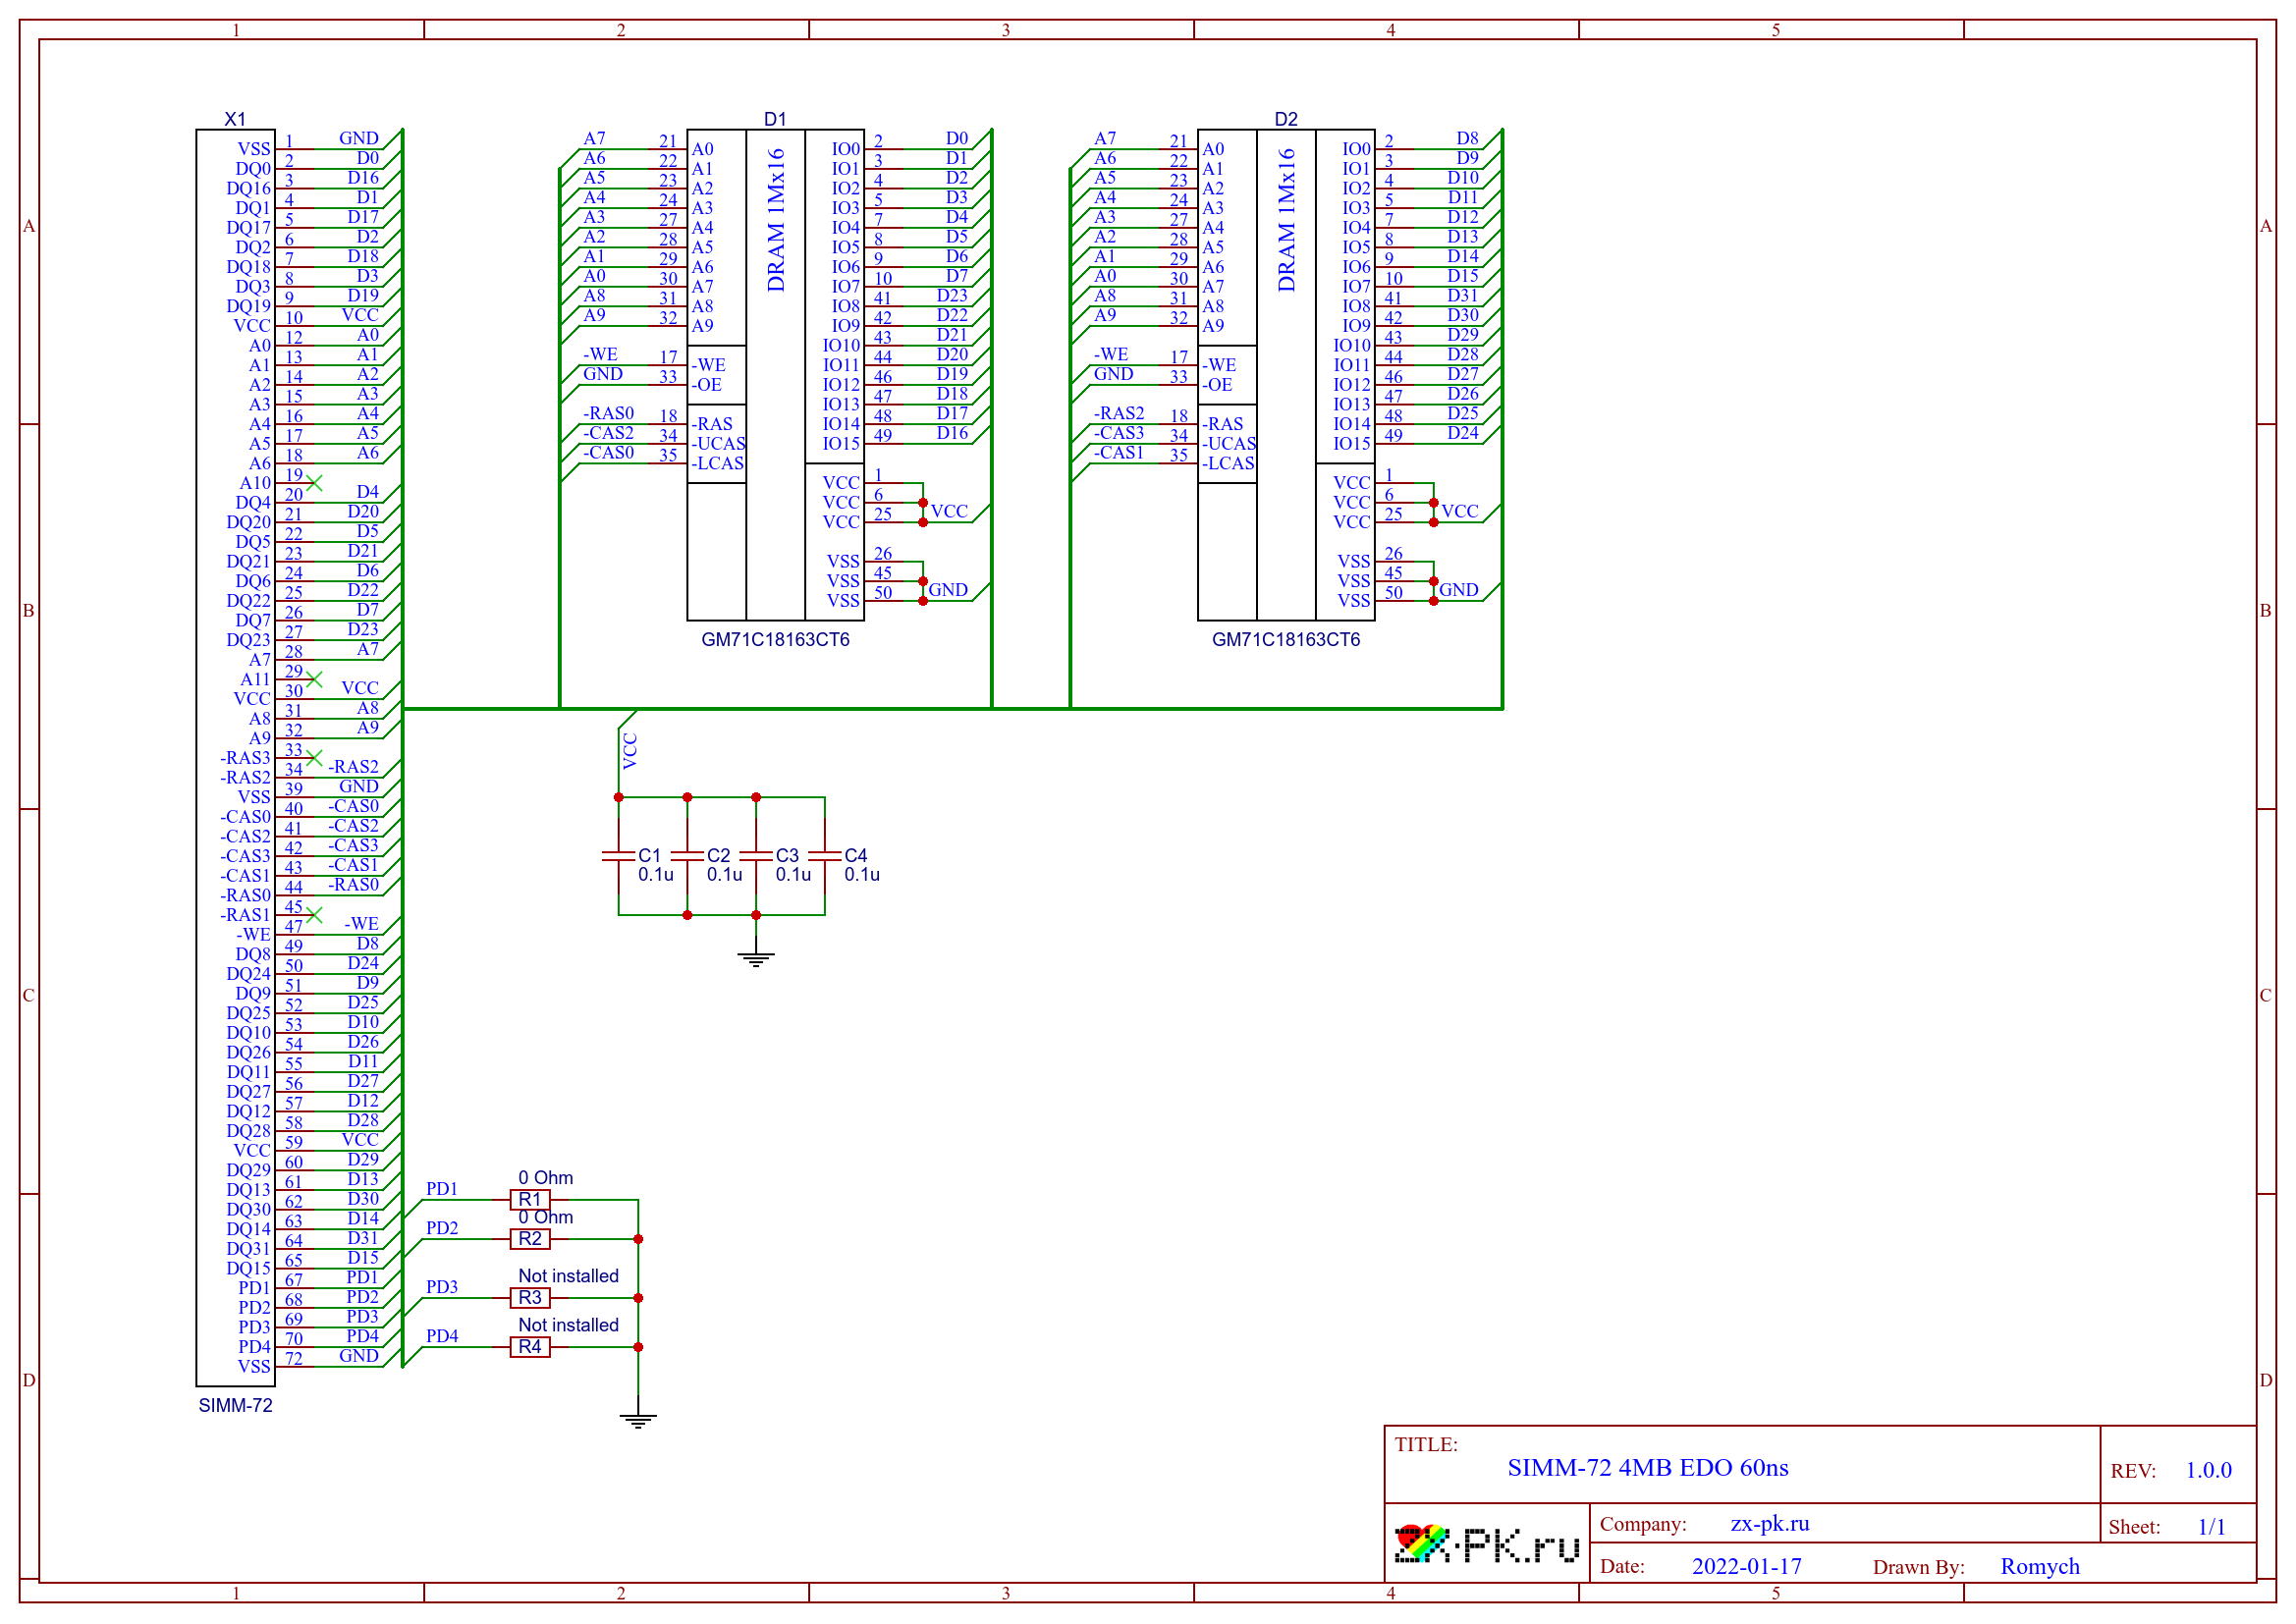 1 2 3 4 5
A A
B B
C C
D D
X1
VSS 1 GND
DQ0 2 D0
DQ16 3 D16
DQ1 4 D1
DQ17 5 D17
DQ2 6 D2
DQ18 7 D18
DQ3 8 D3
DQ19 9 D19
VCC 10 VCC
A0 12 A0
A1 13 A1
A2 14 A2
A3 15 A3
A4 16 A4
A5 17 A5
A6 18 A6
A10 19
DQ4 20 D4
DQ20 21 D20
DQ5 22 D5
DQ21 23 D21
DQ6 24 D6
DQ22 25 D22
DQ7 26 D7
DQ23 27 D23
A7 28 A7
A11 29
VCC 30 VCC
A8 31 A8
A9 32 A9
-RAS3 33
-RAS2 34 -RAS2
VSS 39 GND
-CAS0 40 -CAS0
-CAS2 41 -CAS2
-CAS3 42 -CAS3
-CAS1 43 -CAS1
-RAS0 44 -RAS0
-RAS1 45
-WE 47 -WE
DQ8 49 D8
DQ24 50 D24
DQ9 51 D9
DQ25 52 D25
DQ10 53 D10
DQ26 54 D26
DQ11 55 D11
DQ27 56 D27
DQ12 57 D12
DQ28 58 D28
VCC 59 VCC
DQ29 60 D29
DQ13 61 D13
DQ30 62 D30
DQ14 63 D14
DQ31 64 D31
DQ15 65 D15
PD1 67 PD1
PD2 68 PD2
PD3 69 PD3
PD4 70 PD4
VSS 72 GND
SIMM-72
D1
DRAM 1Mx16
A7 21 A0 IO0 2 D0
A6 22 A1 IO1 3 D1
A5 23 A2 IO2 4 D2
A4 24 A3 IO3 5 D3
A3 27 A4 IO4 7 D4
A2 28 A5 IO5 8 D5
A1 29 A6 IO6 9 D6
A0 30 A7 IO7 10 D7
A8 31 A8 IO8 41 D23
A9 32 A9 IO9 42 D22
IO10 43 D21
-WE 17 -WE IO11 44 D20
GND 33 -OE IO12 46 D19
IO13 47 D18
-RAS0 18 -RAS IO14 48 D17
-CAS2 34 -UCAS IO15 49 D16
-CAS0 35 -LCAS
VCC 1
VCC 6
VCC 25 VCC
VSS 26
VSS 45
VSS 50 GND
GM71C18163CT6
D2
DRAM 1Mx16
A7 21 A0 IO0 2 D8
A6 22 A1 IO1 3 D9
A5 23 A2 IO2 4 D10
A4 24 A3 IO3 5 D11
A3 27 A4 IO4 7 D12
A2 28 A5 IO5 8 D13
A1 29 A6 IO6 9 D14
A0 30 A7 IO7 10 D15
A8 31 A8 IO8 41 D31
A9 32 A9 IO9 42 D30
IO10 43 D29
-WE 17 -WE IO11 44 D28
GND 33 -OE IO12 46 D27
IO13 47 D26
-RAS2 18 -RAS IO14 48 D25
-CAS3 34 -UCAS IO15 49 D24
-CAS1 35 -LCAS
VCC 1
VCC 6
VCC 25 VCC
VSS 26
VSS 45
VSS 50 GND
GM71C18163CT6
VCC
C1 C2 C3 C4
0.1u 0.1u 0.1u 0.1u
0 Ohm
PD1 R1
0 Ohm
PD2 R2
Not installed
PD3 R3
Not installed
PD4 R4
TITLE:
SIMM-72 4MB EDO 60ns
REV: 1.0.0
ZX-PK.ru
Company: zx-pk.ru
Sheet: 1/1
Date: 2022-01-17 Drawn By: Romych
1 2 3 4 5